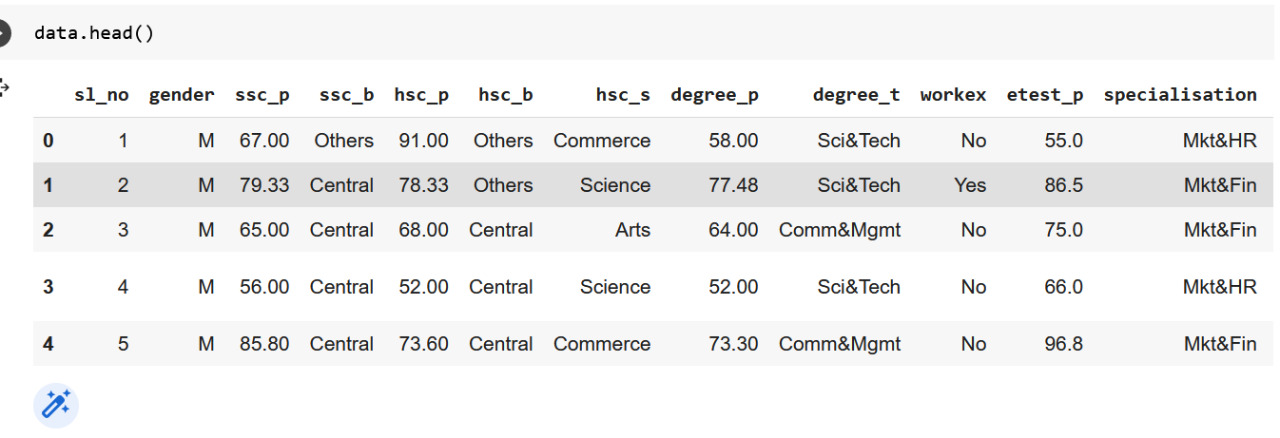 data.head()
sl_no gender ssc_p ssc_b hsc_p hsc_b hsc_s degree_p degree_t workex etest_p specialisation
0 1 M 67.00 Others 91.00 Others Commerce 58.00 Sci&Tech No 55.0 Mkt&HR
1 2 M 79.33 Central 78.33 Others Science 77.48 Sci&Tech Yes 86.5 Mkt&Fin
2 3 M 65.00 Central 68.00 Central Arts 64.00 Comm&Mgmt No 75.0 Mkt&Fin
3 4 M 56.00 Central 52.00 Central Science 52.00 Sci&Tech No 66.0 Mkt&HR
4 5 M 85.80 Central 73.60 Central Commerce 73.30 Comm&Mgmt No 96.8 Mkt&Fin